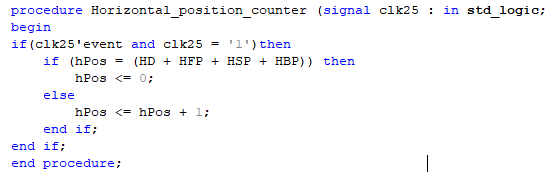 procedure Horizontal_position_counter (signal clk25 : in std_logic;
begin
if(clk25'event and clk25 = '1')then
    if (hPos = (HD + HFP + HSP + HBP)) then
        hPos <= 0;
    else
        hPos <= hPos + 1;
    end if;
end if;
end procedure;